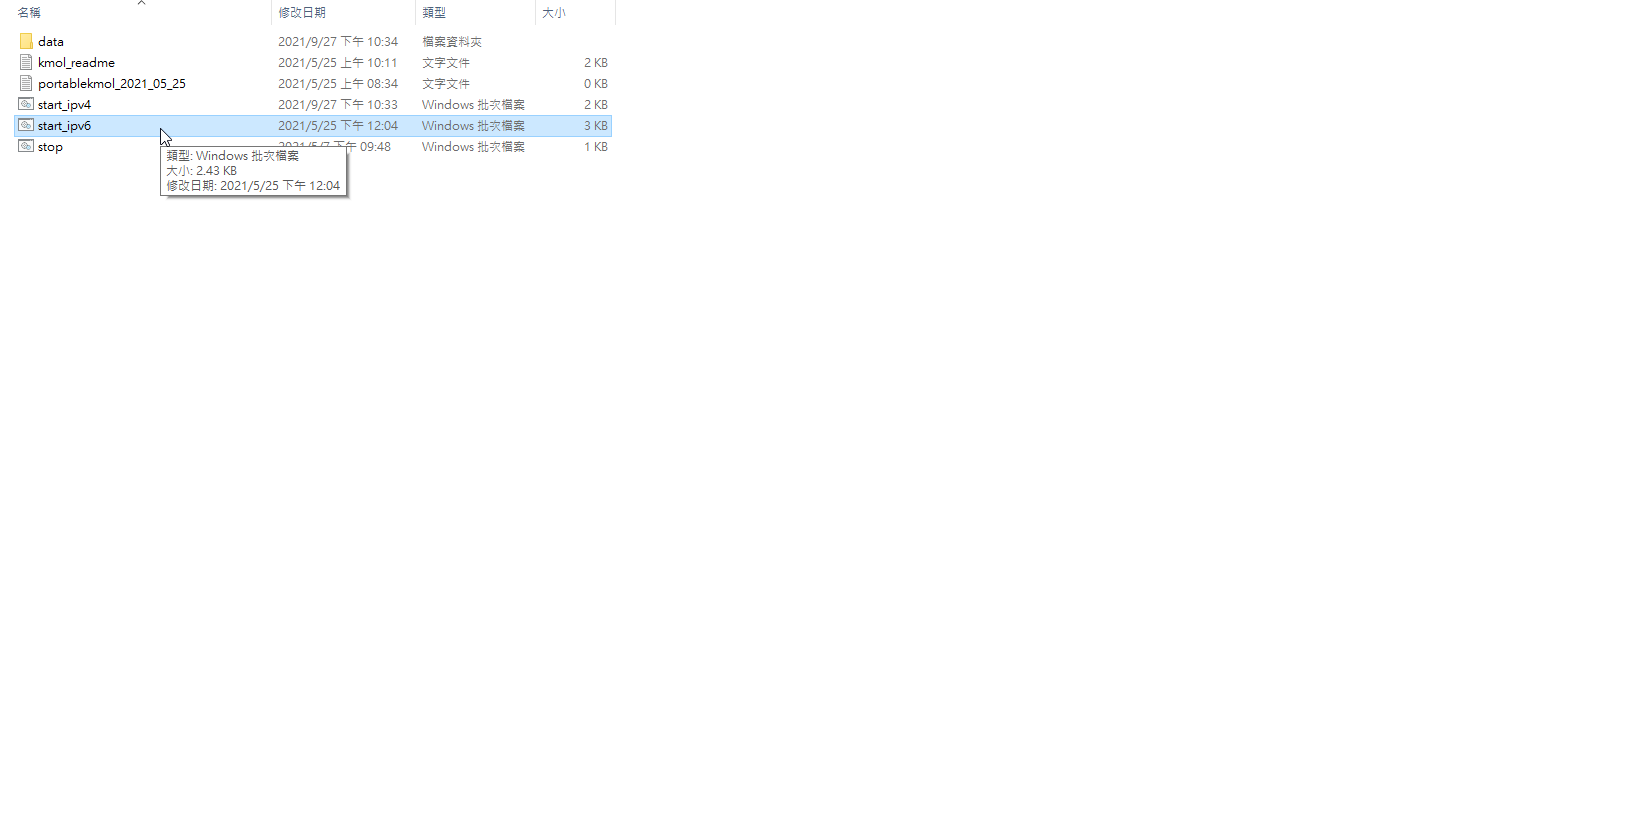 名稱 修改日期 類型 大小
data 2021/9/27 下午 10:34 檔案資料夾
kmol_readme 2021/5/25 上午 10:11 文字文件 2 KB
portablekmol_2021_05_25 2021/5/25 上午 08:34 文字文件 0 KB
start_ipv4 2021/9/27 下午 10:33 Windows 批次檔案 2 KB
start_ipv6 2021/5/25 下午 12:04 Windows 批次檔案 3 KB
stop 2021/5/7 下午 09:48 Windows 批次檔案 1 KB
類型: Windows 批次檔案
大小: 2.43 KB
修改日期: 2021/5/25 下午 12:04